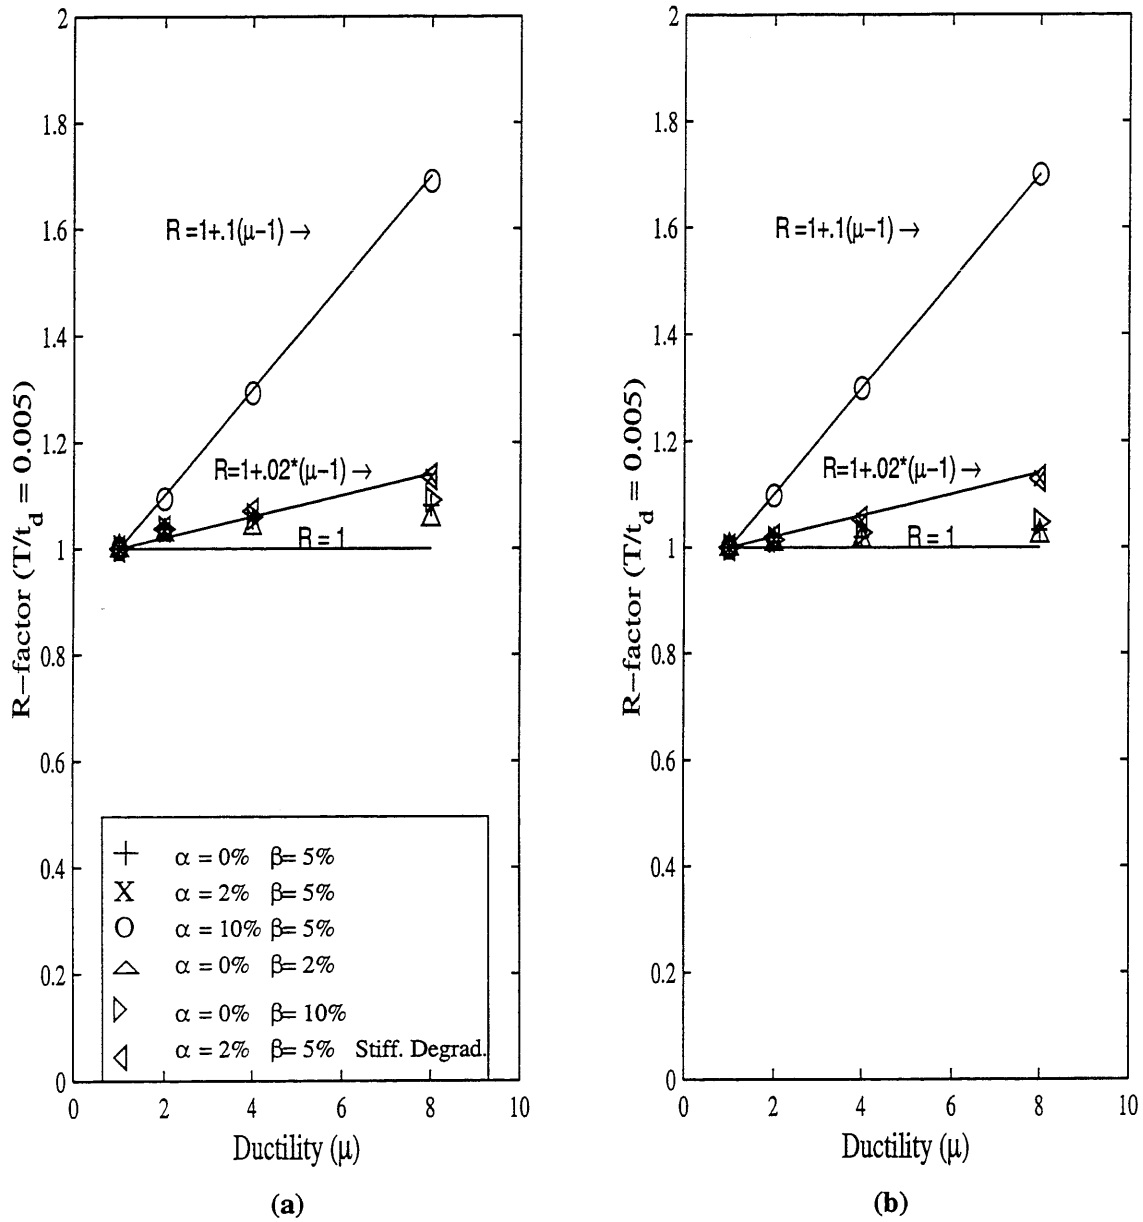 2
1.8
1.6
1.4
1.2
1
0.8
0.6
0.4
0.2
0
R−factor (T/t_d = 0.005)
R =1+.1(μ−1) →
R=1+.02*(μ−1) →
R = 1
+ α = 0% β= 5%
X α = 2% β= 5%
O α = 10% β= 5%
△ α = 0% β= 2%
▷ α = 0% β= 10%
◁ α = 2% β= 5% Stiff. Degrad.
0 2 4 6 8 10
Ductility (μ)
(a)
2
1.8
1.6
1.4
1.2
1
0.8
0.6
0.4
0.2
0
R−factor (T/t_d = 0.005)
R =1+.1(μ−1) →
R=1+.02*(μ−1) →
R = 1
0 2 4 6 8 10
Ductility (μ)
(b)